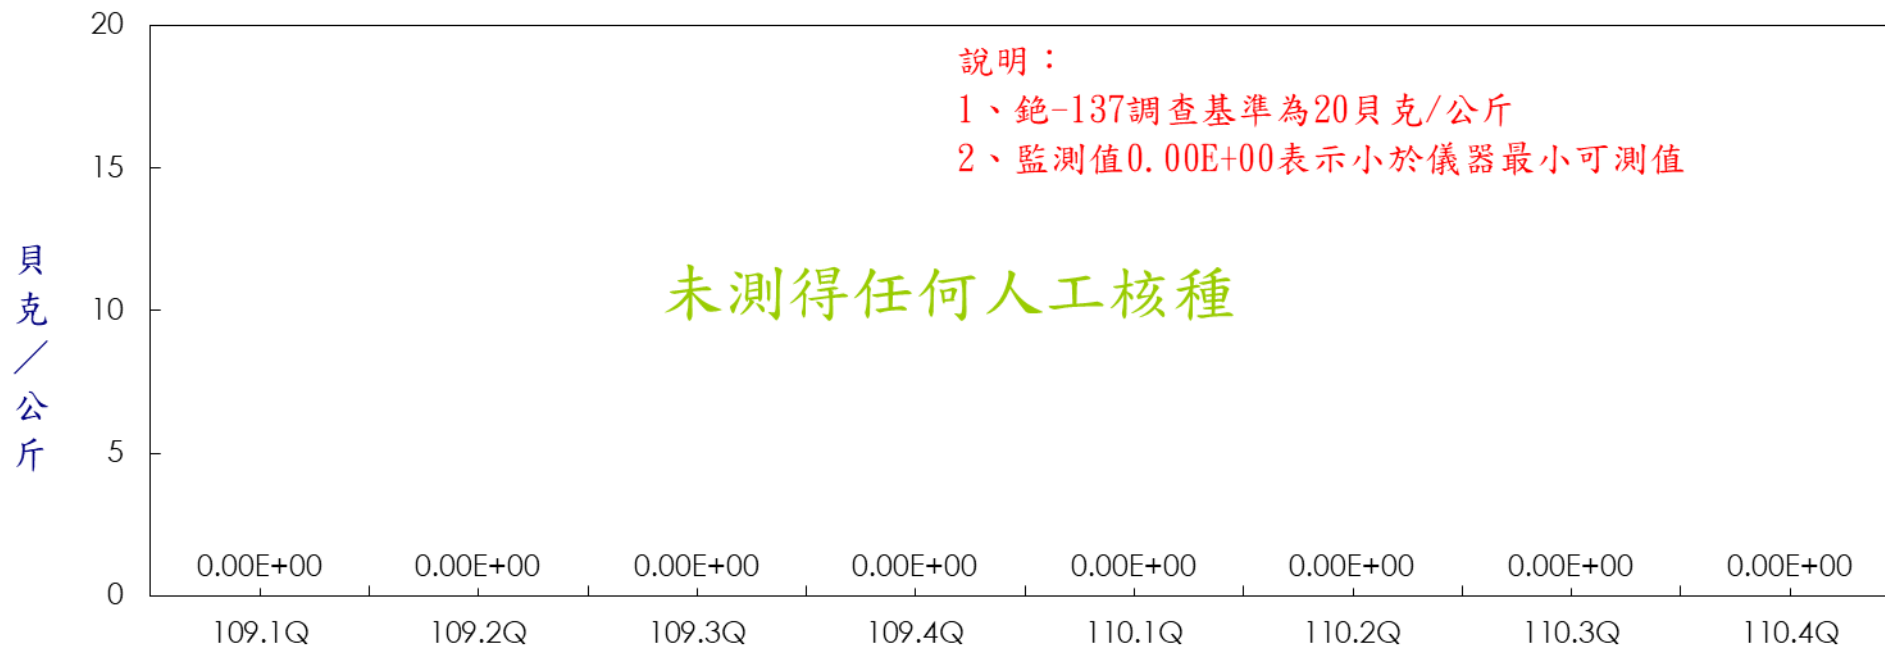 20
說明：
1、銫-137調查基準為20貝克/公斤
2、監測值0.00E+00表示小於儀器最小可測值
15
貝克／公斤
未測得任何人工核種
10
5
0.00E+00 0.00E+00 0.00E+00 0.00E+00 0.00E+00 0.00E+00 0.00E+00 0.00E+00
0
109.1Q 109.2Q 109.3Q 109.4Q 110.1Q 110.2Q 110.3Q 110.4Q